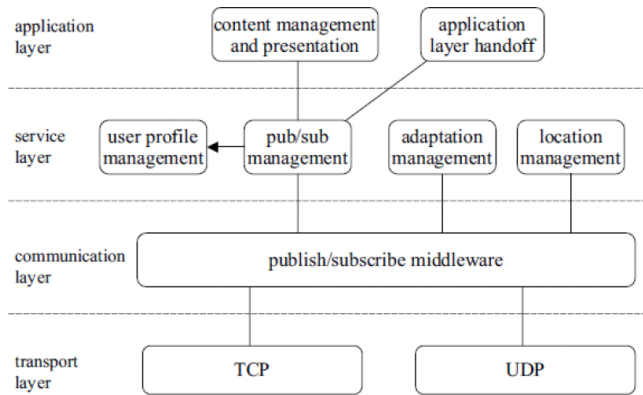 application
layer
content management
and presentation
application
layer handoff
service
layer
user profile
management
pub/sub
management
adaptation
management
location
management
communication
layer
publish/subscribe middleware
transport
layer
TCP
UDP